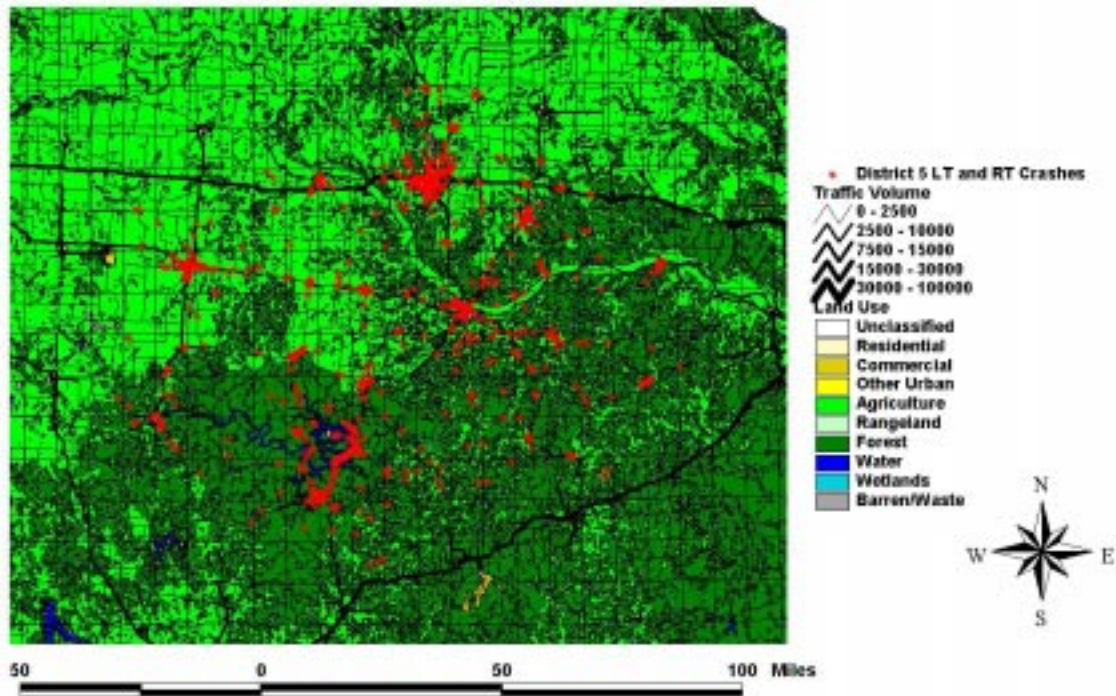 District 5 LT and RT Crashes
Traffic Volume
0 - 2500
2500 - 10000
7500 - 15000
15000 - 30000
30000 - 100000
Land Use
Unclassified
Residential
Commercial
Other Urban
Agriculture
Rangeland
Forest
Water
Wetlands
Barren/Waste
N
W E
S
50 0 50 100 Miles